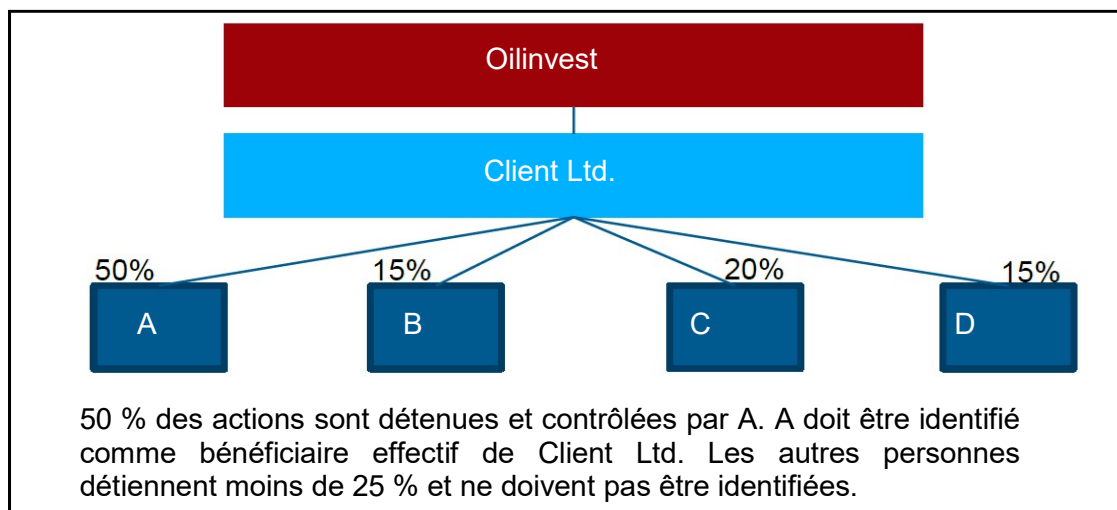 Oilinvest
Client Ltd.
50% 15% 20% 15%
A B C D
50 % des actions sont détenues et contrôlées par A. A doit être identifié
comme bénéficiaire effectif de Client Ltd. Les autres personnes
détiennent moins de 25 % et ne doivent pas être identifiées.